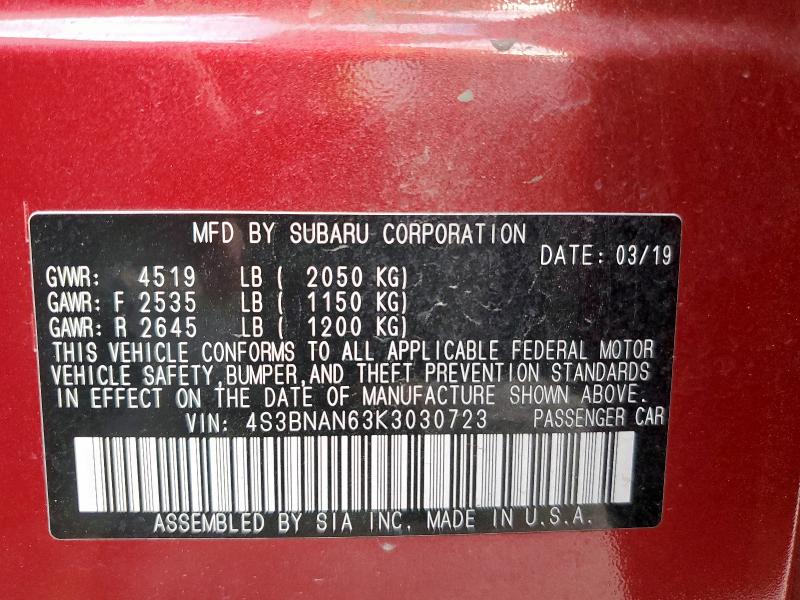 MFD BY SUBARU CORPORATION
DATE: 03/19
GVWR: 4519 LB ( 2050 KG)
GAWR: F 2535 LB ( 1150 KG)
GAWR: R 2645 LB ( 1200 KG)
THIS VEHICLE CONFORMS TO ALL APPLICABLE FEDERAL MOTOR
VEHICLE SAFETY, BUMPER, AND THEFT PREVENTION STANDARDS
IN EFFECT ON THE DATE OF MANUFACTURE SHOWN ABOVE.
VIN: 4S3BNAN63K3030723 PASSENGER CAR
ASSEMBLED BY SIA INC. MADE IN U.S.A.